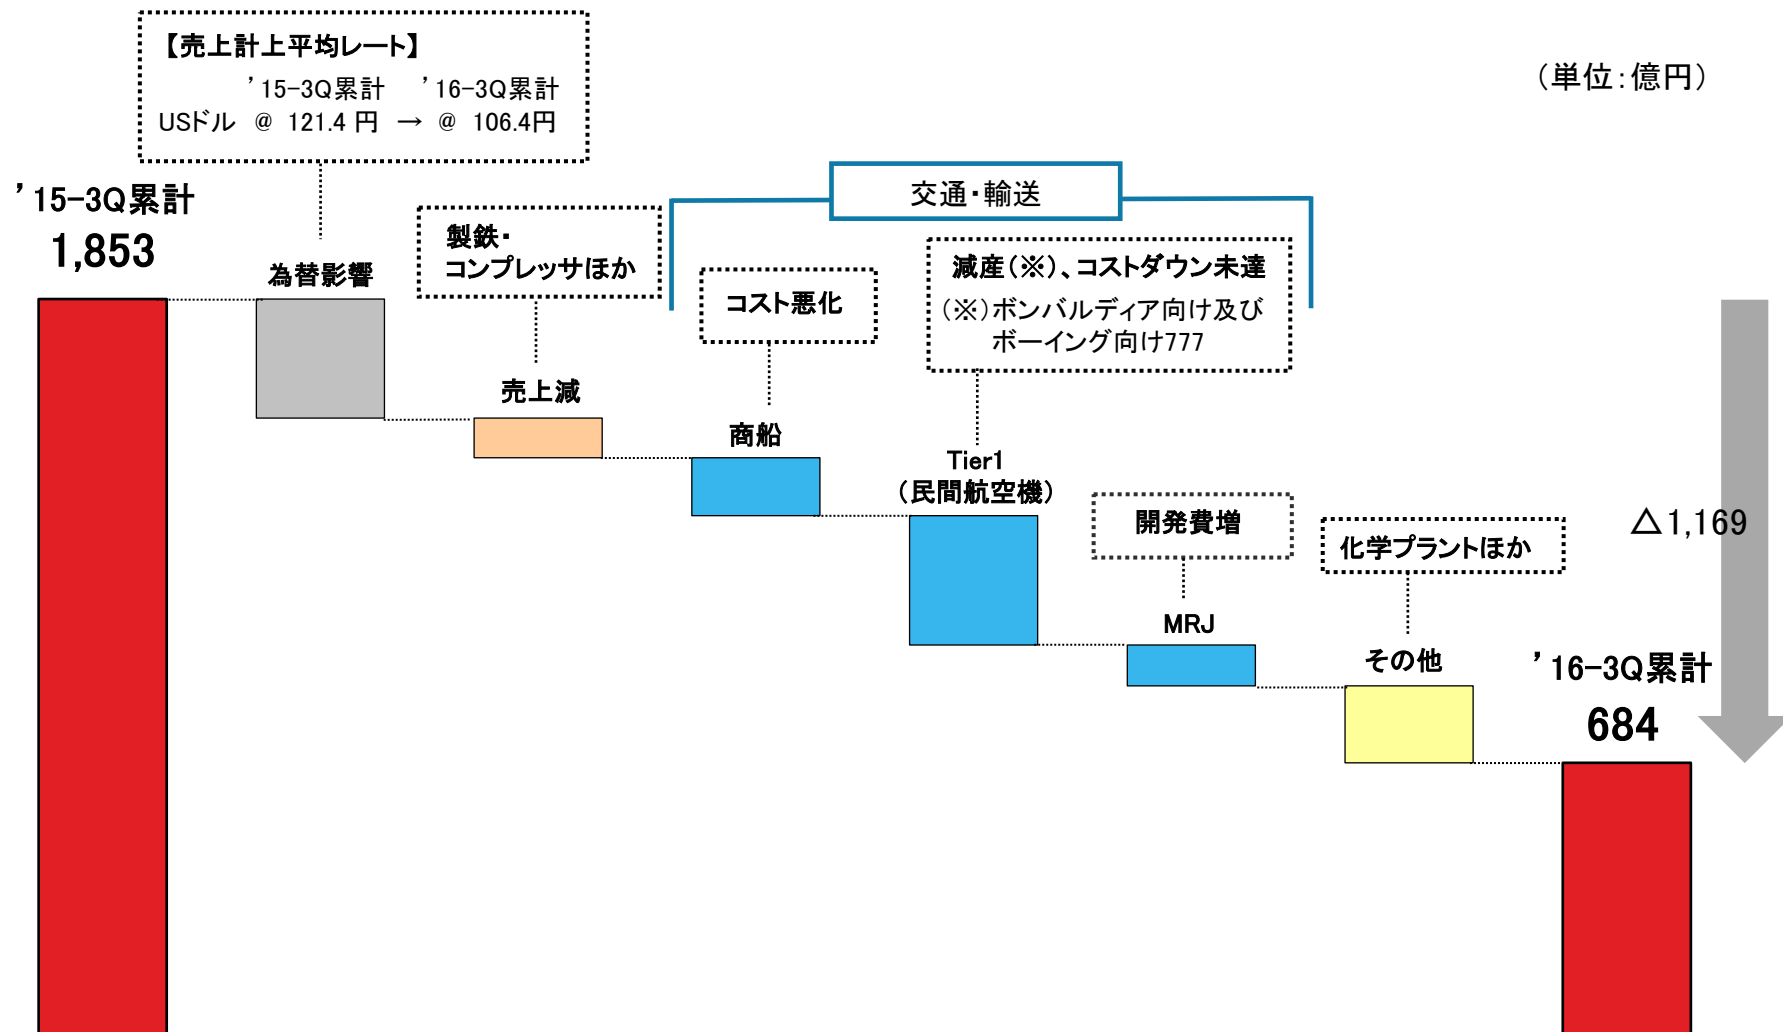 【売上計上平均レート】
’15-3Q累計 ’16-3Q累計
USドル @ 121.4 円 → @ 106.4円
（単位：億円）
’15-3Q累計
1,853
為替影響
製鉄・
コンプレッサほか
売上減
交通・輸送
コスト悪化
商船
減産（※）、コストダウン未達
（※）ボンバルディア向け及び
ボーイング向け777
Tier1
（民間航空機）
開発費増
MRJ
化学プラントほか
その他
△1,169
’16-3Q累計
684